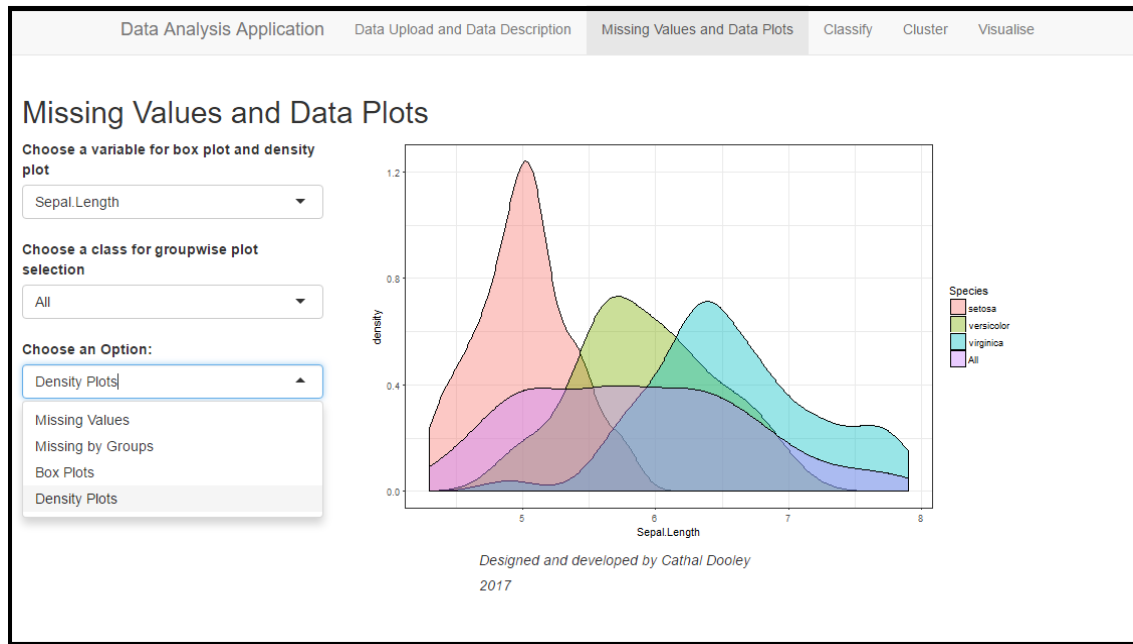 Data Analysis Application Data Upload and Data Description Missing Values and Data Plots Classify Cluster Visualise
Missing Values and Data Plots
Choose a variable for box plot and density
plot
Sepal.Length
Choose a class for groupwise plot
selection
All
Choose an Option:
Density Plots
Missing Values
Missing by Groups
Box Plots
Density Plots
1.2
0.8
0.4
0.0
density
5 6 7 8
Sepal.Length
Species
setosa
versicolor
virginica
All
Designed and developed by Cathal Dooley
2017